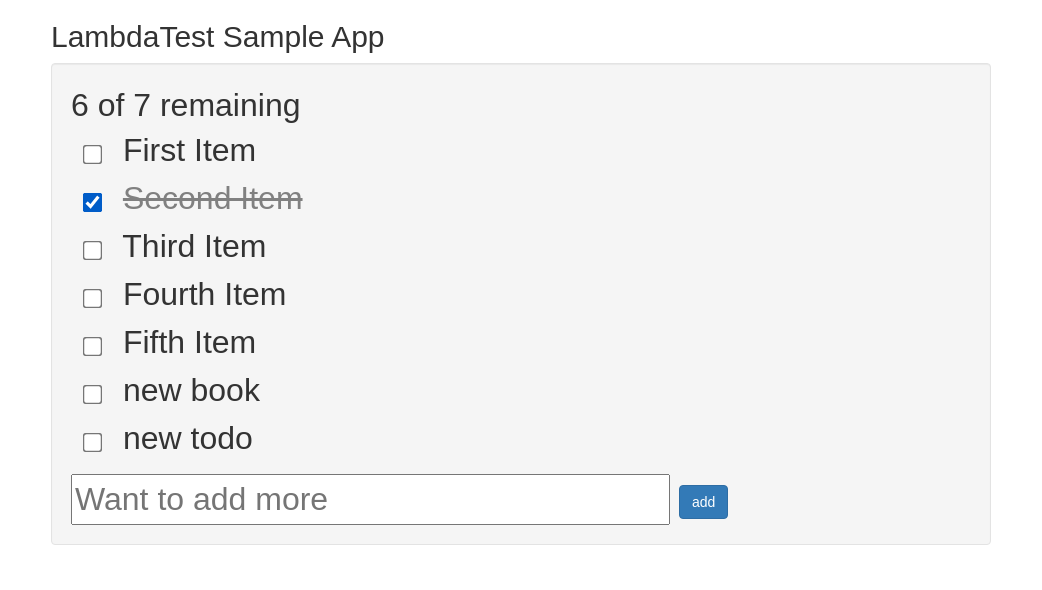 LambdaTest Sample App
6 of 7 remaining
First Item
Second Item
Third Item
Fourth Item
Fifth Item
new book
new todo
Want to add more
add